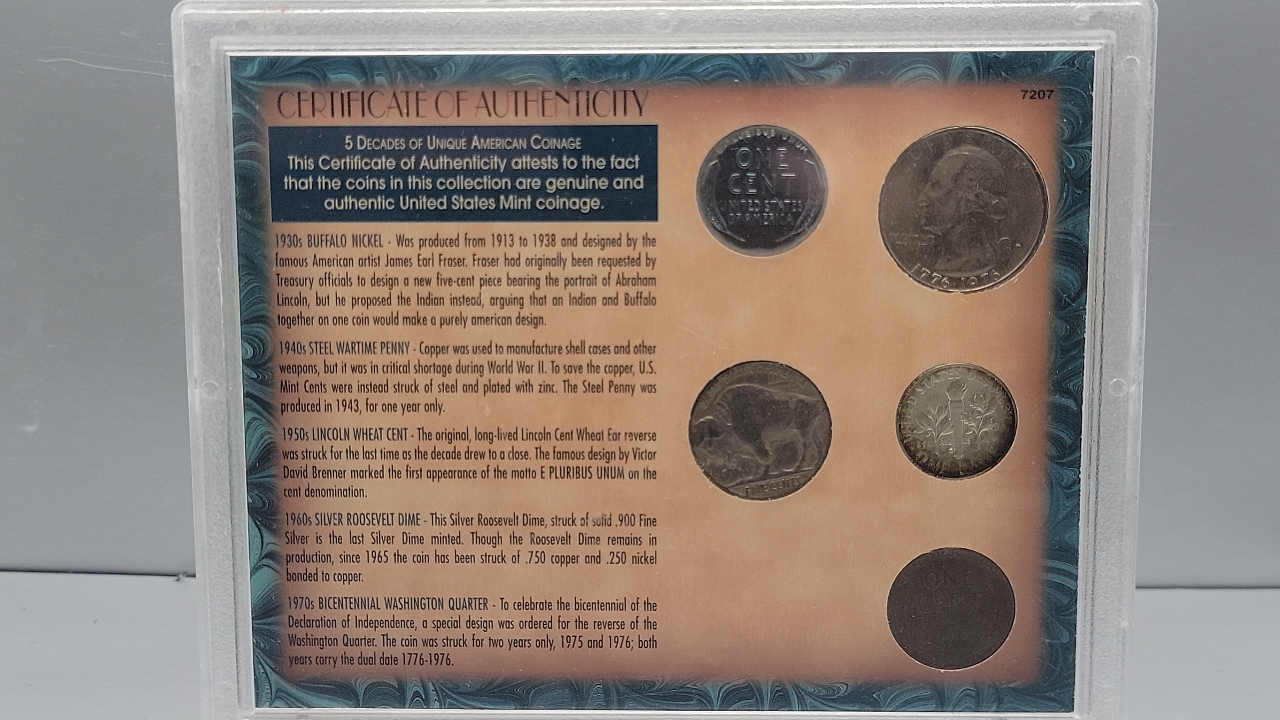 CERTIFICATE OF AUTHENTICITY
7207
5 DECADES OF UNIQUE AMERICAN COINAGE
This Certificate of Authenticity attests to the fact
that the coins in this collection are genuine and
authentic United States Mint coinage.
1930s BUFFALO NICKEL - Was produced from 1913 to 1938 and designed by the
famous American artist James Earl Fraser. Fraser had originally been requested by
Treasury officials to design a new five-cent piece bearing the portrait of Abraham
Lincoln, but he proposed the Indian instead, arguing that an Indian and Buffalo
together on one coin would make a purely american design.
1940s STEEL WARTIME PENNY - Copper was used to manufacture shell cases and other
weapons, but it was in critical shortage during World War II. To save the copper, U.S.
Mint Cents were instead struck of steel and plated with zinc. The Steel Penny was
produced in 1943, for one year only.
1950s LINCOLN WHEAT CENT - The original, long-lived Lincoln Cent Wheat Ear reverse
was struck for the last time as the decade drew to a close. The famous design by Victor
David Brenner marked the first appearance of the motto E PLURIBUS UNUM on the
cent denomination.
1960s SILVER ROOSEVELT DIME - This Silver Roosevelt Dime, struck of solid .900 Fine
Silver is the last Silver Dime minted. Though the Roosevelt Dime remains in
production, since 1965 the coin has been struck of .750 copper and .250 nickel
bonded to copper.
1970s BICENTENNIAL WASHINGTON QUARTER - To celebrate the bicentennial of the
Declaration of Independence, a special design was ordered for the reverse of the
Washington Quarter. The coin was struck for two years only, 1975 and 1976; both
years carry the dual date 1776-1976.
ONE
CENT
UNITED STATES
OF AMERICA
1776-1976
FIVE CENTS
ONE